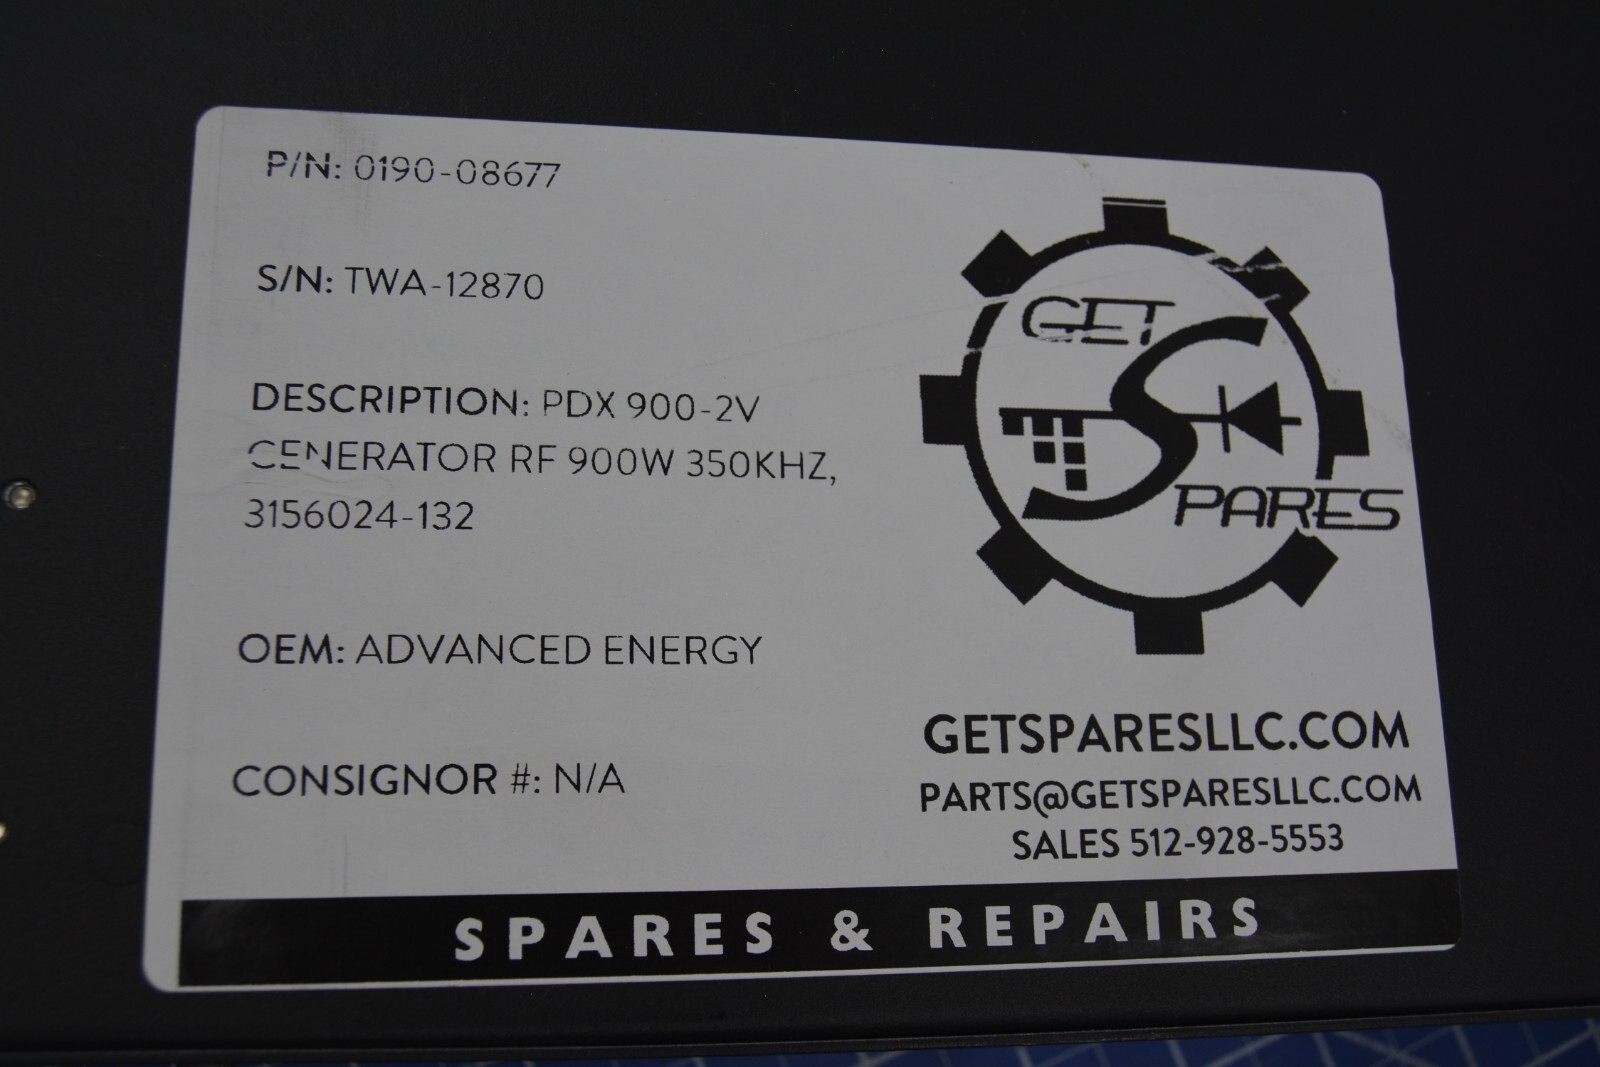 P/N: 0190-08677
S/N: TWA-12870
DESCRIPTION: PDX 900-2V
GENERATOR RF 900W 350KHZ,
3156024-132
OEM: ADVANCED ENERGY
CONSIGNOR #: N/A
GET
SPARES
GETSPARESLLC.COM
PARTS@GETSPARESLLC.COM
SALES 512-928-5553
SPARES & REPAIRS